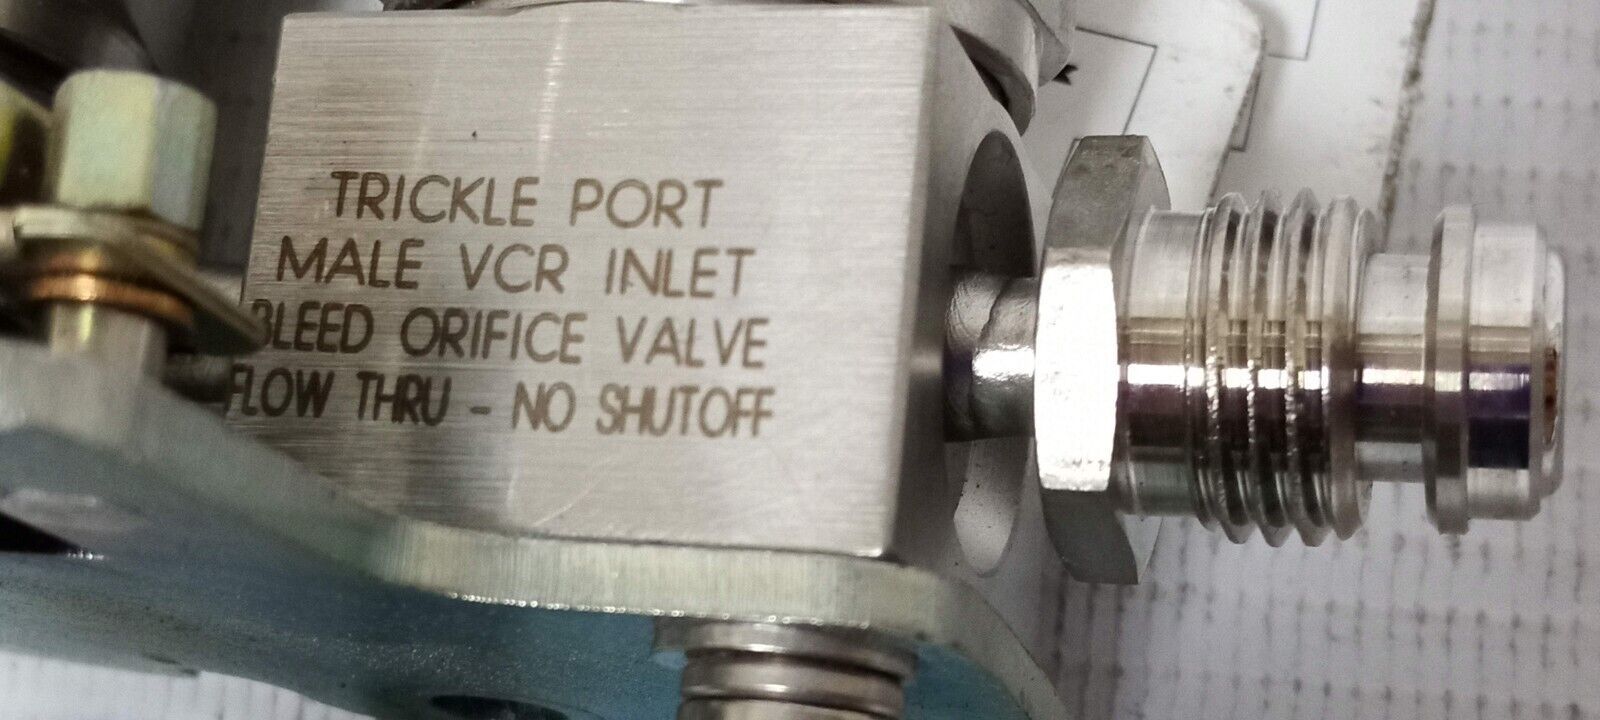 TRICKLE PORT
MALE VCR INLET
BLEED ORIFICE VALVE
FLOW THRU - NO SHUTOFF